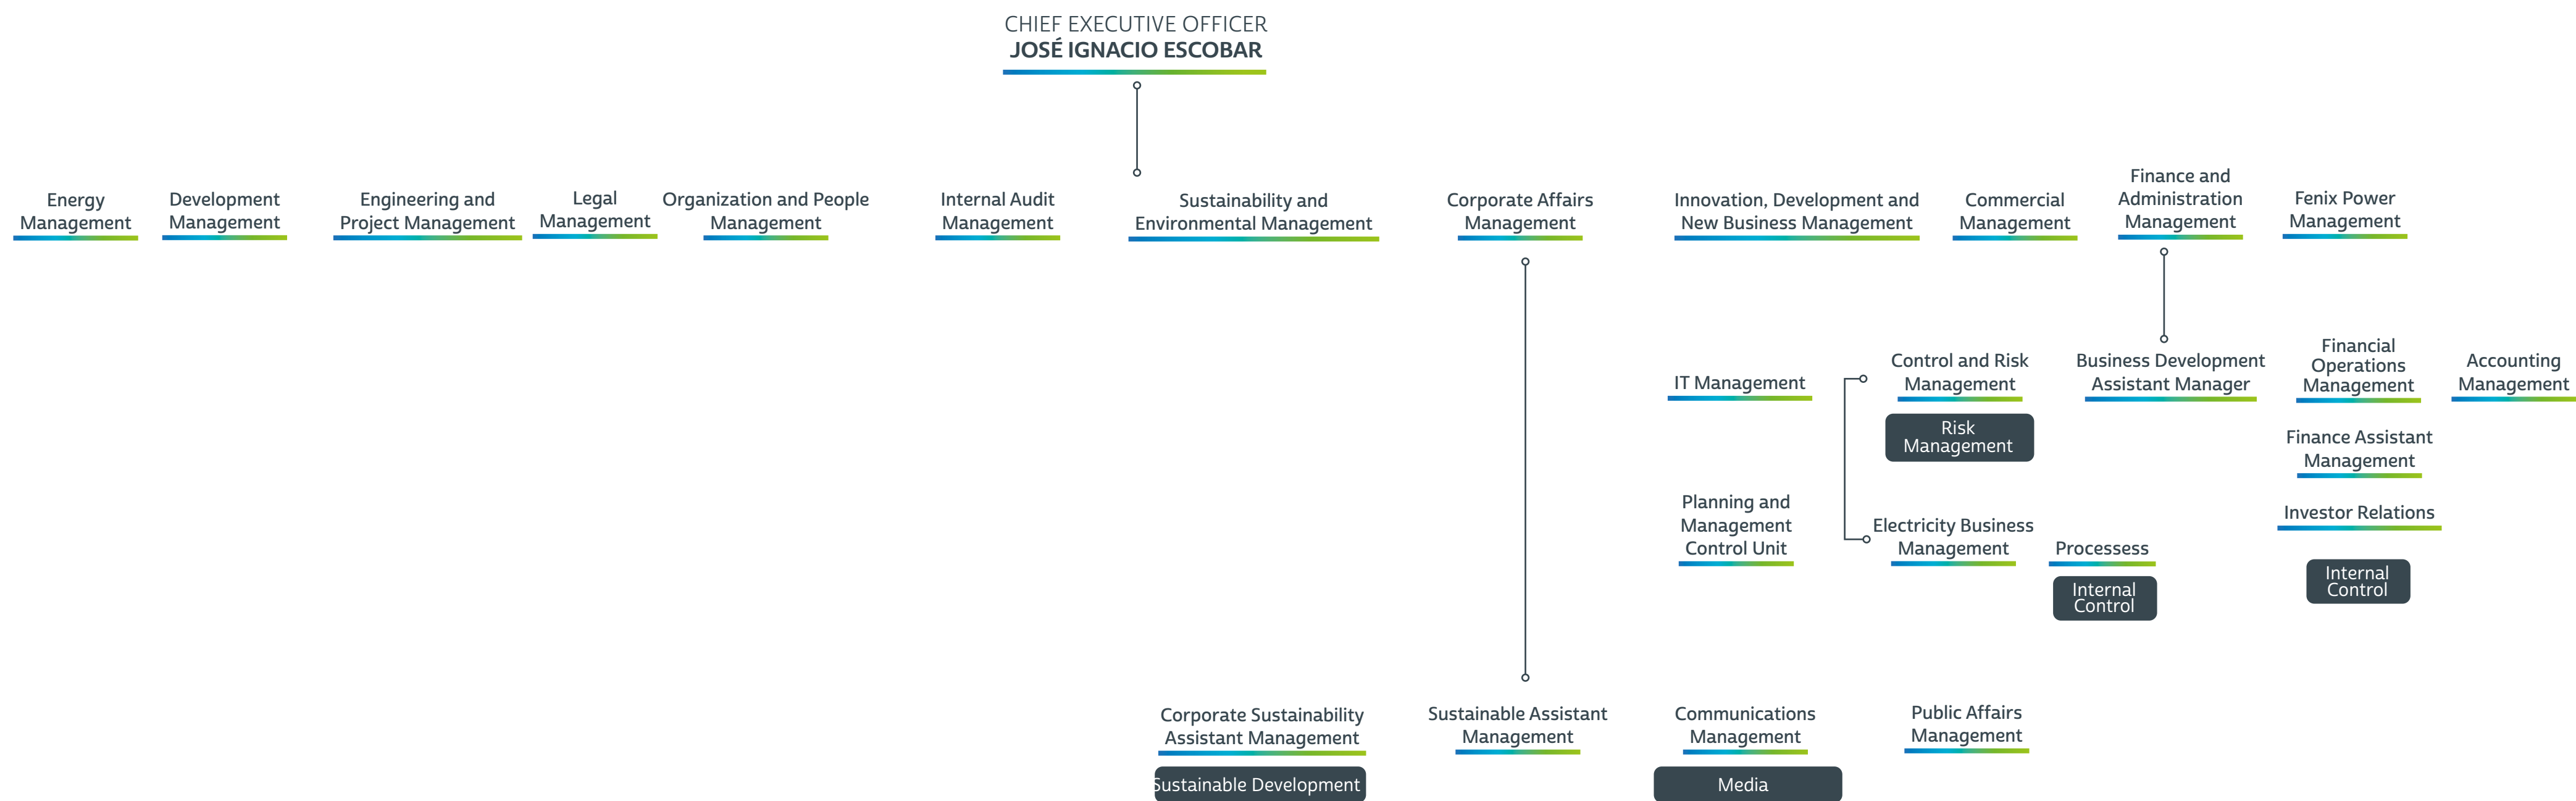 CHIEF EXECUTIVE OFFICER
JOSÉ IGNACIO ESCOBAR
Energy
Management
Development
Management
Engineering and
Project Management
Legal
Management
Organization and People
Management
Internal Audit
Management
Sustainability and
Environmental Management
Corporate Affairs
Management
Innovation, Development and
New Business Management
Commercial
Management
Finance and
Administration
Management
Fenix Power
Management
IT Management
Control and Risk
Management
Risk
Management
Business Development
Assistant Manager
Financial
Operations
Management
Accounting
Management
Finance Assistant
Management
Investor Relations
Internal
Control
Planning and
Management
Control Unit
Electricity Business
Management
Processess
Internal
Control
Corporate Sustainability
Assistant Management
Sustainable Development
Sustainable Assistant
Management
Communications
Management
Media
Public Affairs
Management